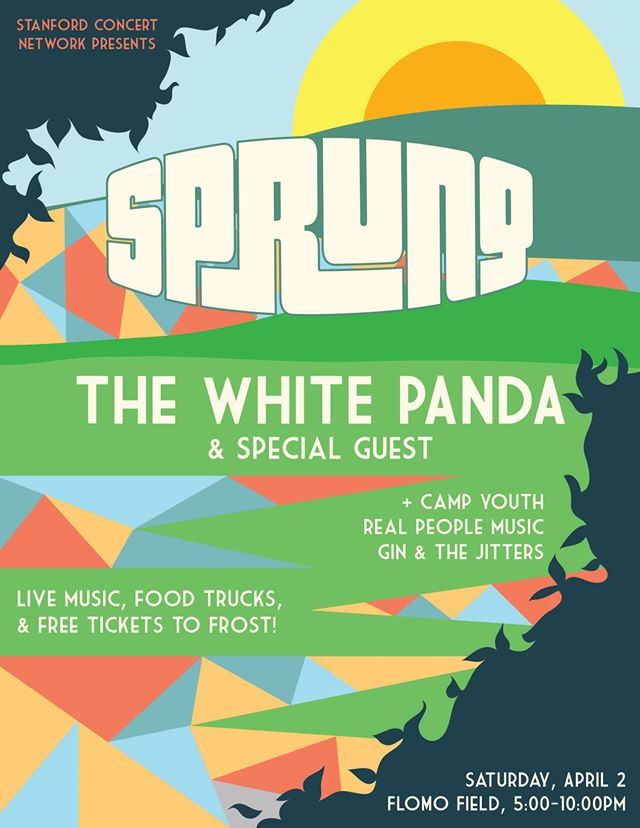 STANFORD CONCERT
NETWORK PRESENTS
SPRUNG
THE WHITE PANDA
& SPECIAL GUEST
+ CAMP YOUTH
REAL PEOPLE MUSIC
GIN & THE JITTERS
LIVE MUSIC, FOOD TRUCKS,
& FREE TICKETS TO FROST!
SATURDAY, APRIL 2
FLOMO FIELD, 5:00-10:00PM